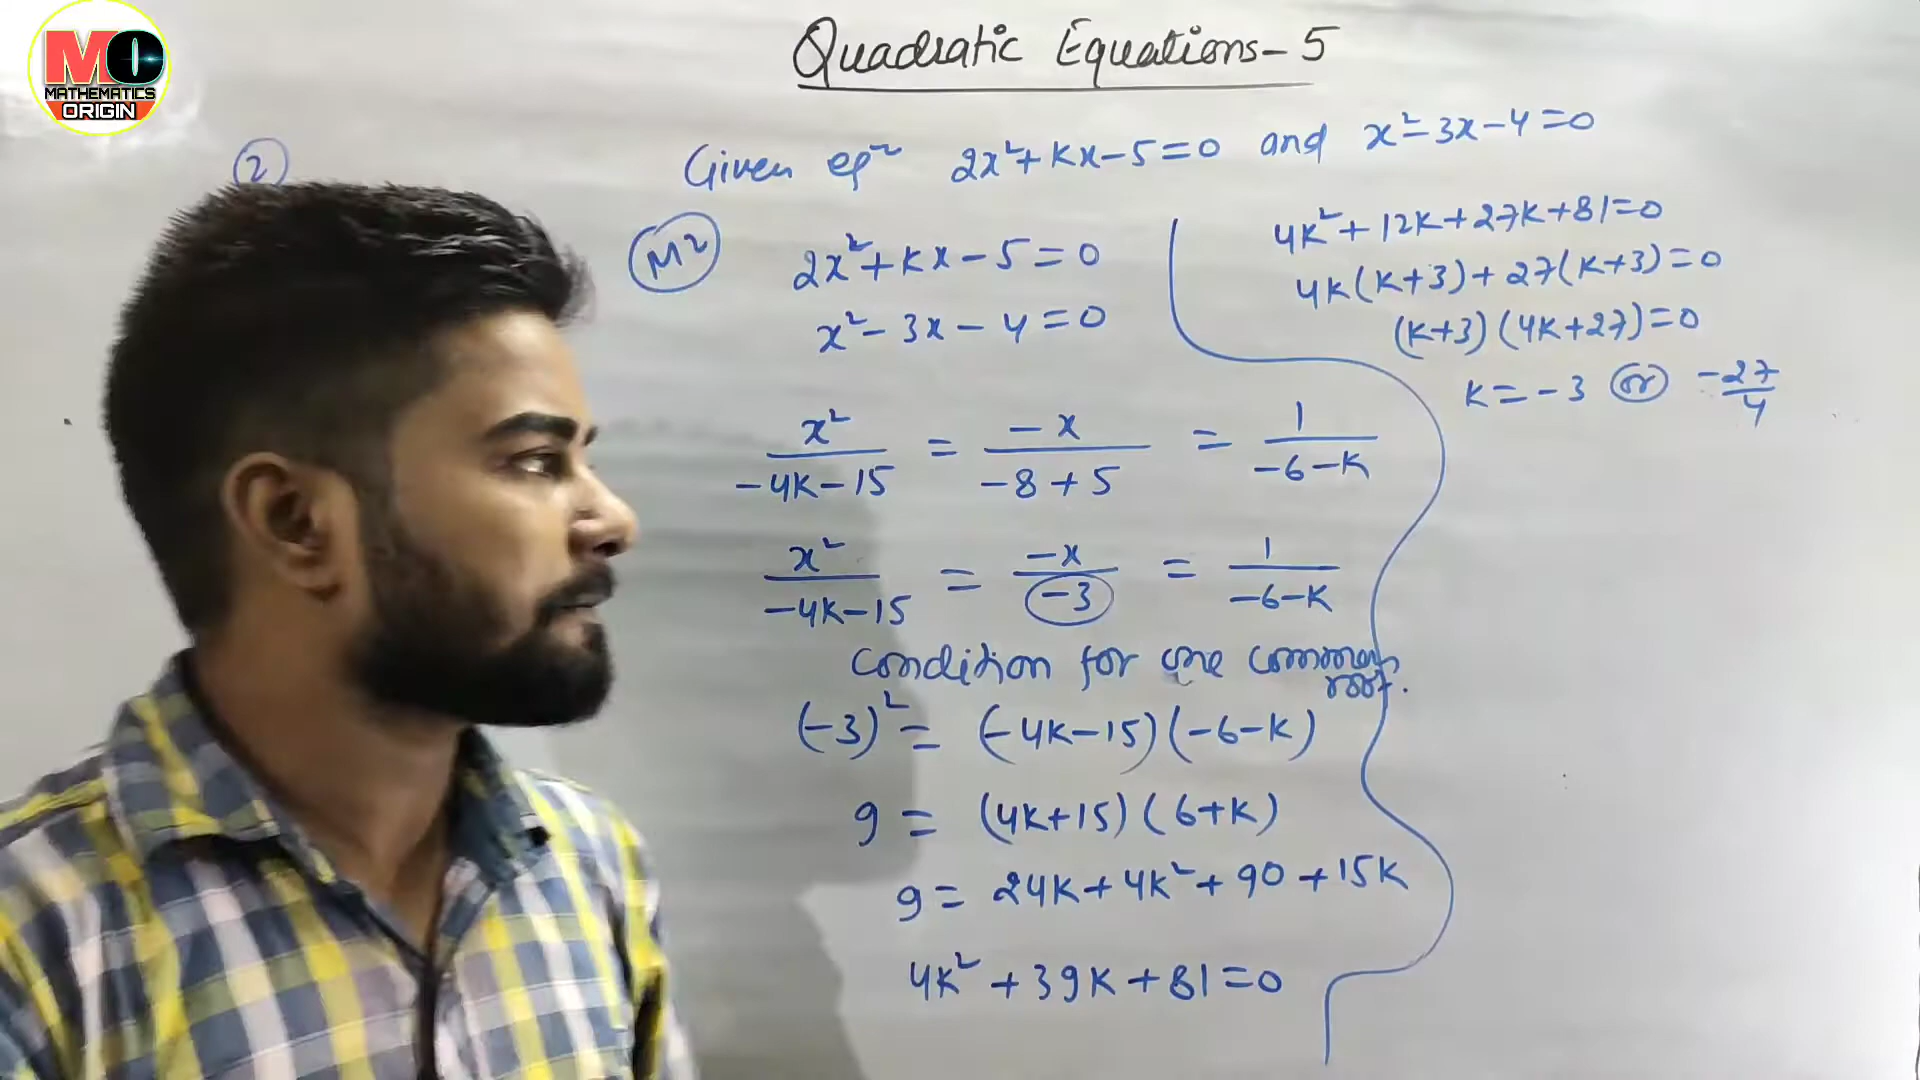 MO
MATHEMATICS
ORIGIN
Quadratic Equations-5
2
Given eqⁿ 2x²+kx-5=0 and x²-3x-4=0
M2
2x²+kx-5=0
x²-3x-4=0
x²/(-4k-15) = -x/(-8+5) = 1/(-6-k)
x²/(-4k-15) = -x/(-3) = 1/(-6-k)
Condition for one common
root.
(-3)² = (-4k-15)(-6-k)
9 = (4k+15)(6+k)
9 = 24k+4k²+90+15k
4k²+39k+81=0
4k²+12k+27k+81=0
4k(k+3)+27(k+3)=0
(k+3)(4k+27)=0
k=-3 or -27/4